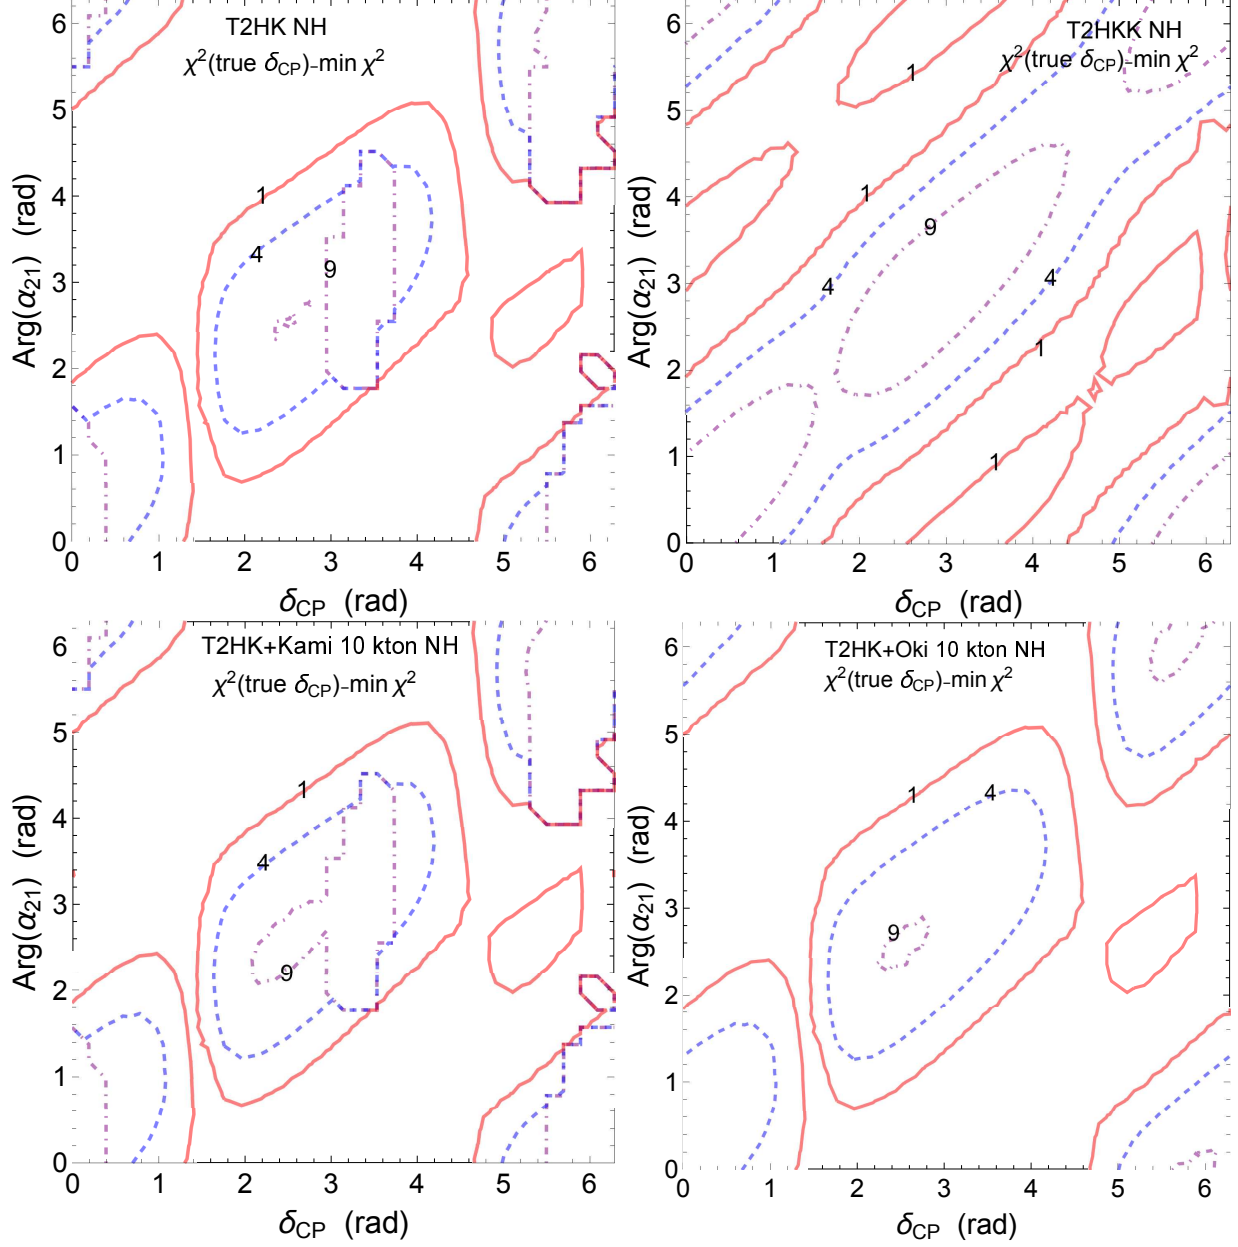 T2HK NH
χ²(true δCP)-min χ²
Arg(α21) (rad)
6
5
4
3
2
1
0
1
4
9
0 1 2 3 4 5 6
δCP (rad)
T2HKK NH
χ²(true δCP)-min χ²
Arg(α21) (rad)
6
5
4
3
2
1
0
1
1
9
4
4
1
1
0 1 2 3 4 5 6
δCP (rad)
T2HK+Kami 10 kton NH
χ²(true δCP)-min χ²
Arg(α21) (rad)
6
5
4
3
2
1
0
1
4
9
0 1 2 3 4 5 6
δCP (rad)
T2HK+Oki 10 kton NH
χ²(true δCP)-min χ²
Arg(α21) (rad)
6
5
4
3
2
1
0
1
4
9
0 1 2 3 4 5 6
δCP (rad)